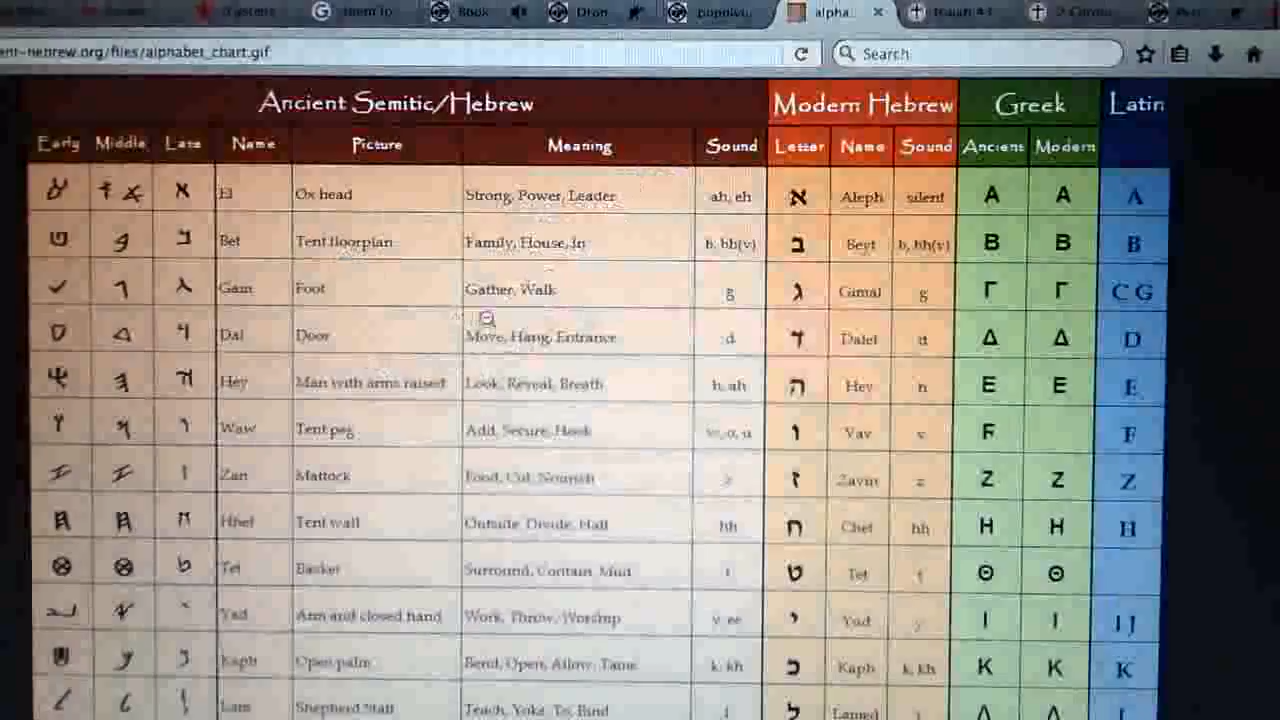 Book
alpha
ent-hebrew.org/files/alphabet_chart.gif Search
Ancient Semitic/Hebrew Modern Hebrew Greek Latin
Early Middle Late Name Picture Meaning Sound Letter Name Sound Ancient Modern
El Ox head Strong, Power, Leader ah, eh א Aleph silent Α Α A
Bet Tent floorplan Family, House, In b, bh(v) ב Beyt b, bh(v) Β Β B
Gam Foot Gather, Walk g ג Gimal g Γ Γ C G
Dal Door Move, Hang, Entrance d ד Dalet d Δ Δ D
Hey Man with arms raised Look, Reveal, Breath h, ah ה Hey h Ε Ε E
Waw Tent peg Add, Secure, Hook w, o, u ו Vav v F F
Zan Mattock Food, Cut, Nourish z ז Zayin z Ζ Ζ Z
Hhet Tent wall Outside, Divide, Half hh ח Chet hh Η Η H
Tet Basket Surround, Contain, Mud t ט Tet t Θ Θ
Yad Arm and closed hand Work, Throw, Worship y, ee י Yud y Ι Ι I J
Kaph Open palm Bend, Open, Allow, Tame k, kh כ Kaph k, kh Κ Κ K
Lam Shepherd Staff Teach, Yoke, To, Bind l ל Lamed Λ Λ L